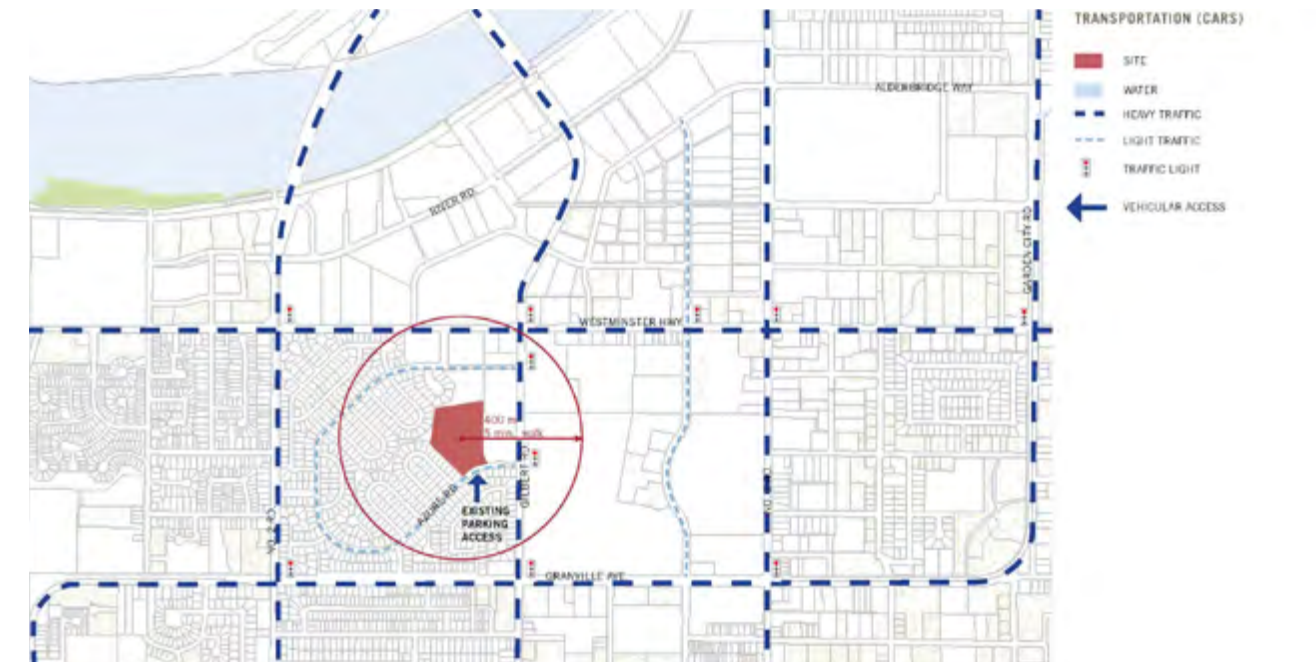 TRANSPORTATION (CARS)
SITE
WATER
HEAVY TRAFFIC
LIGHT TRAFFIC
TRAFFIC LIGHT
VEHICULAR ACCESS
ALDERBRIDGE WAY
RIVER RD
GARDEN CITY RD
WESTMINSTER HWY
400 m
5 min. walk
GILBERT RD
AZURE RD
EXISTING
PARKING
ACCESS
GRANVILLE AVE